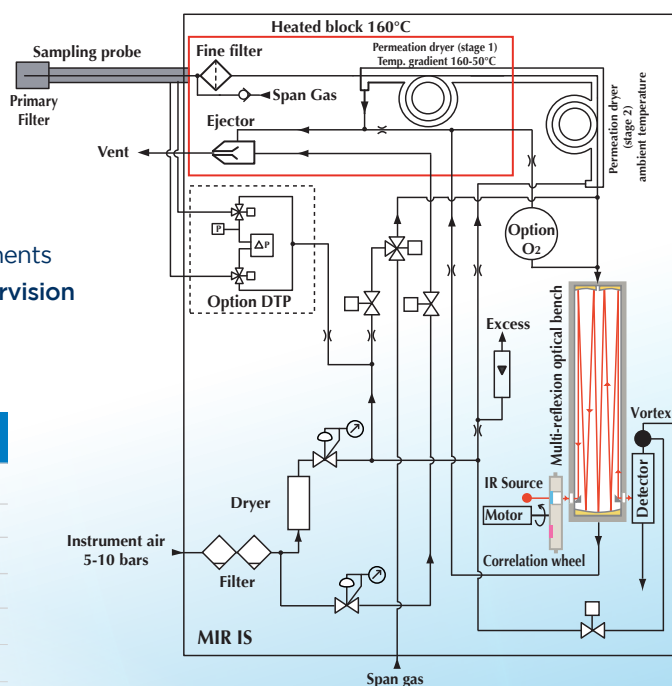 Heated block 160°C
Sampling probe
Fine filter
Permeation dryer (stage 1)
Temp. gradient 160-50°C
Primary
Filter
Span Gas
Ejector
Permeation dryer
(stage 2)
ambient temperature
Vent
P
ΔP
Option DTP
Option
O2
ments
rvision
Excess
Multi-reflexion optical bench
Vortex
IR Source
Motor
Detector
Dryer
Instrument air
5-10 bars
Filter
Correlation wheel
MIR IS
Span gas